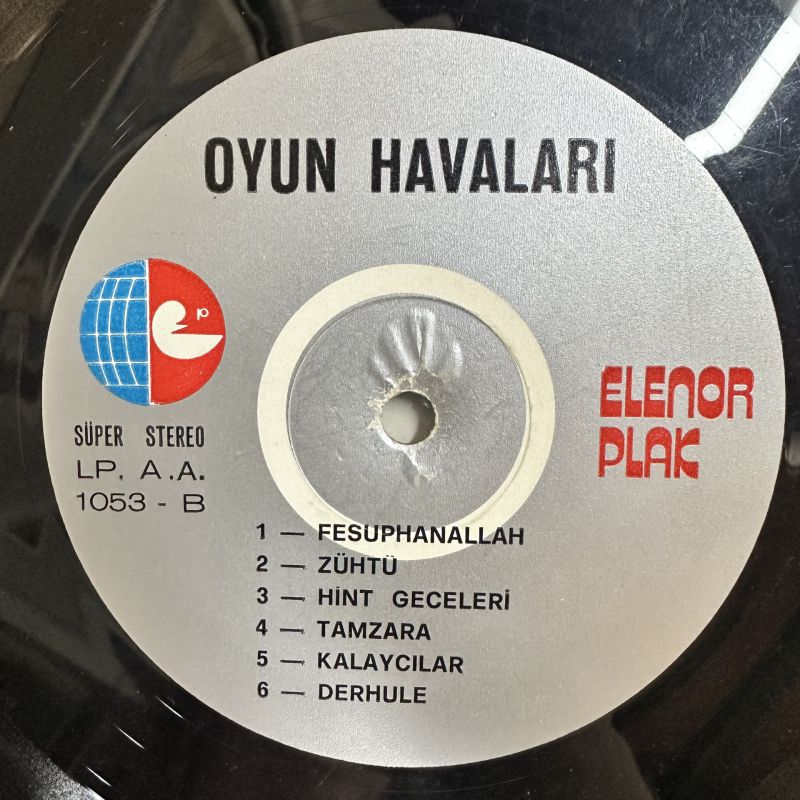 OYUN HAVALARI
p
SÜPER STEREO
LP, A.A.
1053 - B
ELENOR
PLAK
1 — FESUPHANALLAH
2 — ZÜHTÜ
3 — HİNT GECELERİ
4 — TAMZARA
5 — KALAYCILAR
6 — DERHULE